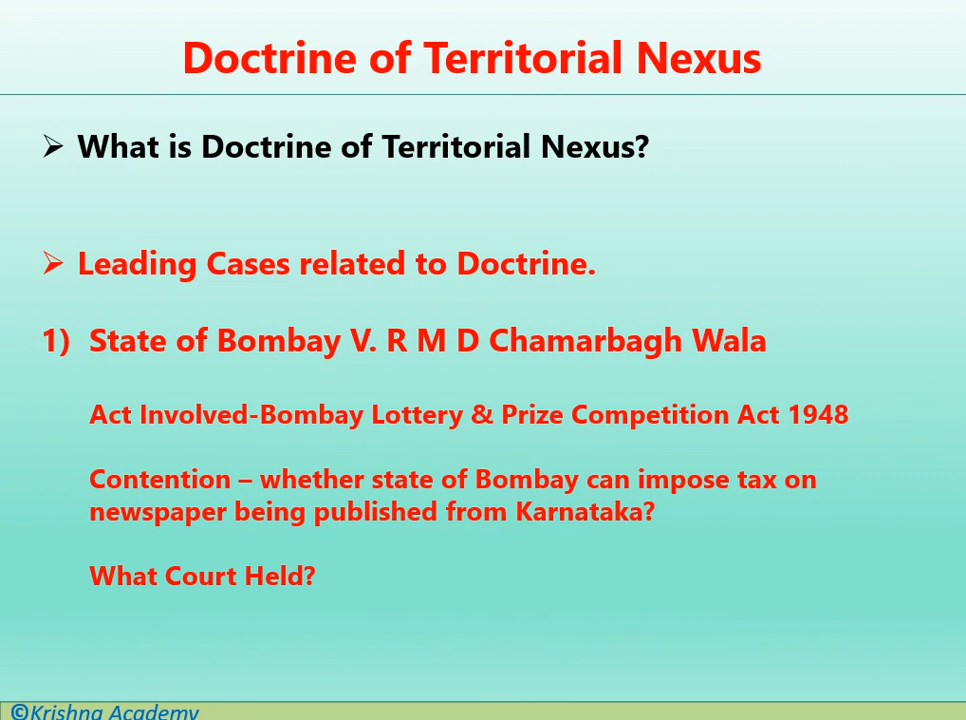 Doctrine of Territorial Nexus
➢ What is Doctrine of Territorial Nexus?
➢ Leading Cases related to Doctrine.
1) State of Bombay V. R M D Chamarbagh Wala
Act Involved-Bombay Lottery & Prize Competition Act 1948
Contention – whether state of Bombay can impose tax on
newspaper being published from Karnataka?
What Court Held?
©Krishna Academy